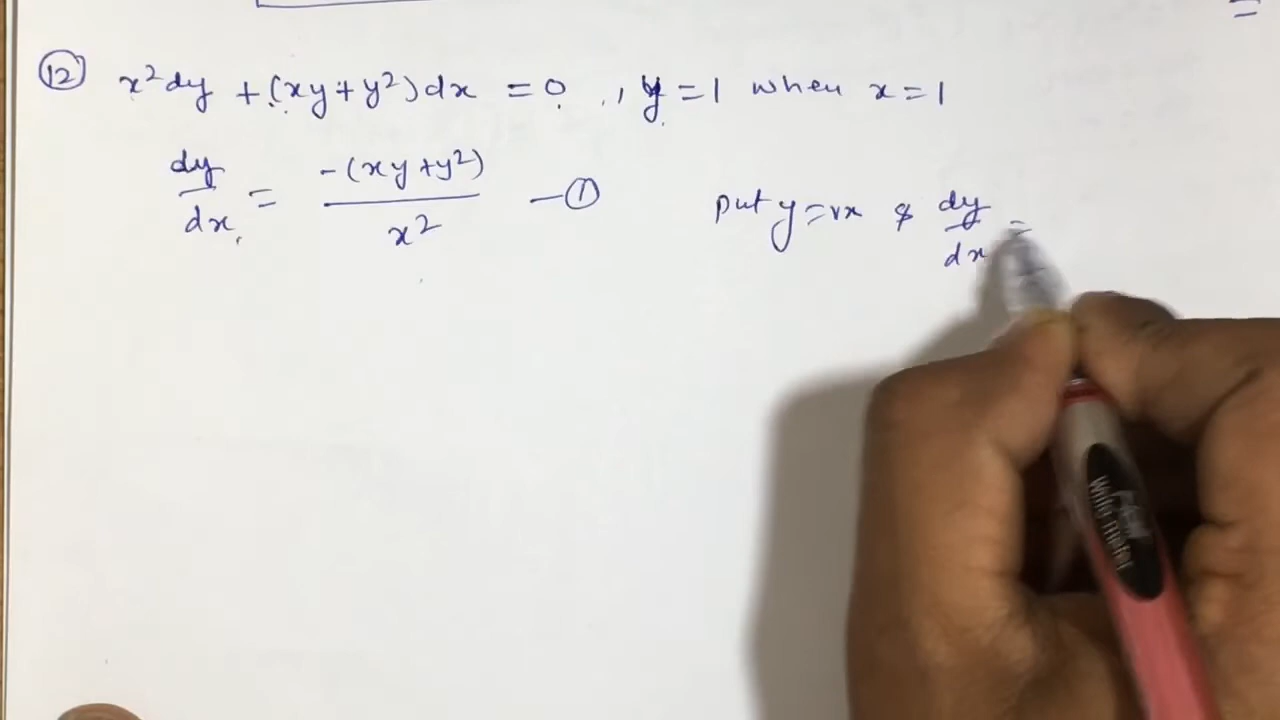 =
(12) x²dy + (xy+y²)dx = 0 , y=1 when x=1
dy/dx = -(xy+y²)/x² —① put y=vx & dy/dx =